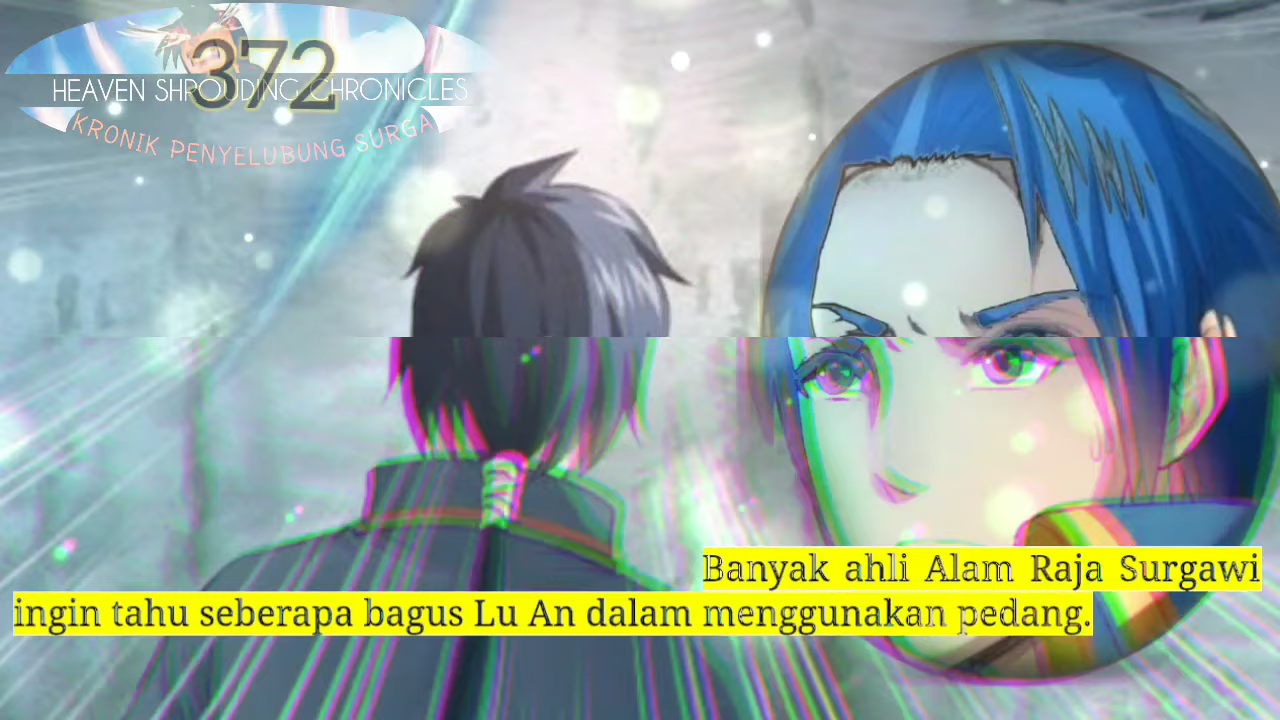 372
HEAVEN SHROUDING CHRONICLES
KRONIK PENYELUBUNG SURGA
Banyak ahli Alam Raja Surgawi
ingin tahu seberapa bagus Lu An dalam menggunakan pedang.